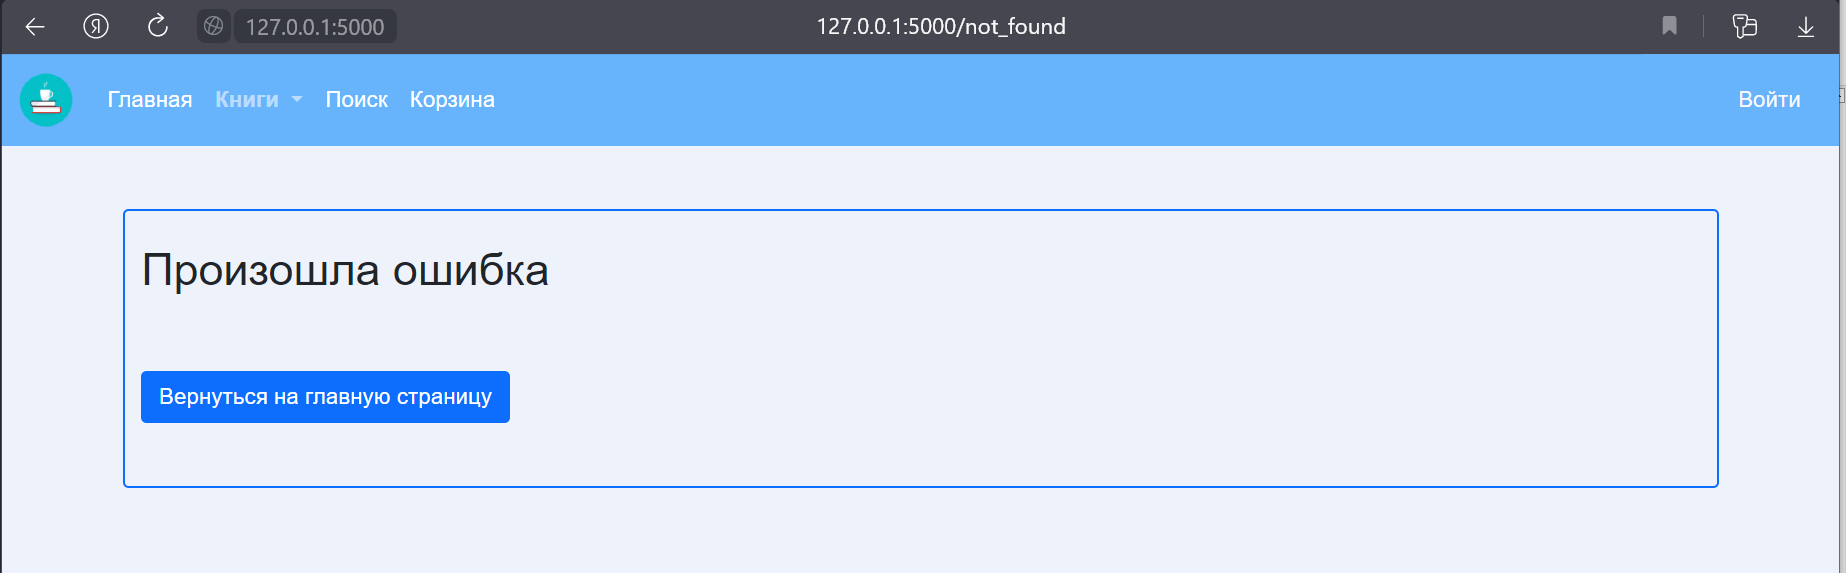 Я 127.0.0.1:5000 127.0.0.1:5000/not_found
Главная Книги Поиск Корзина Войти
Произошла ошибка
Вернуться на главную страницу